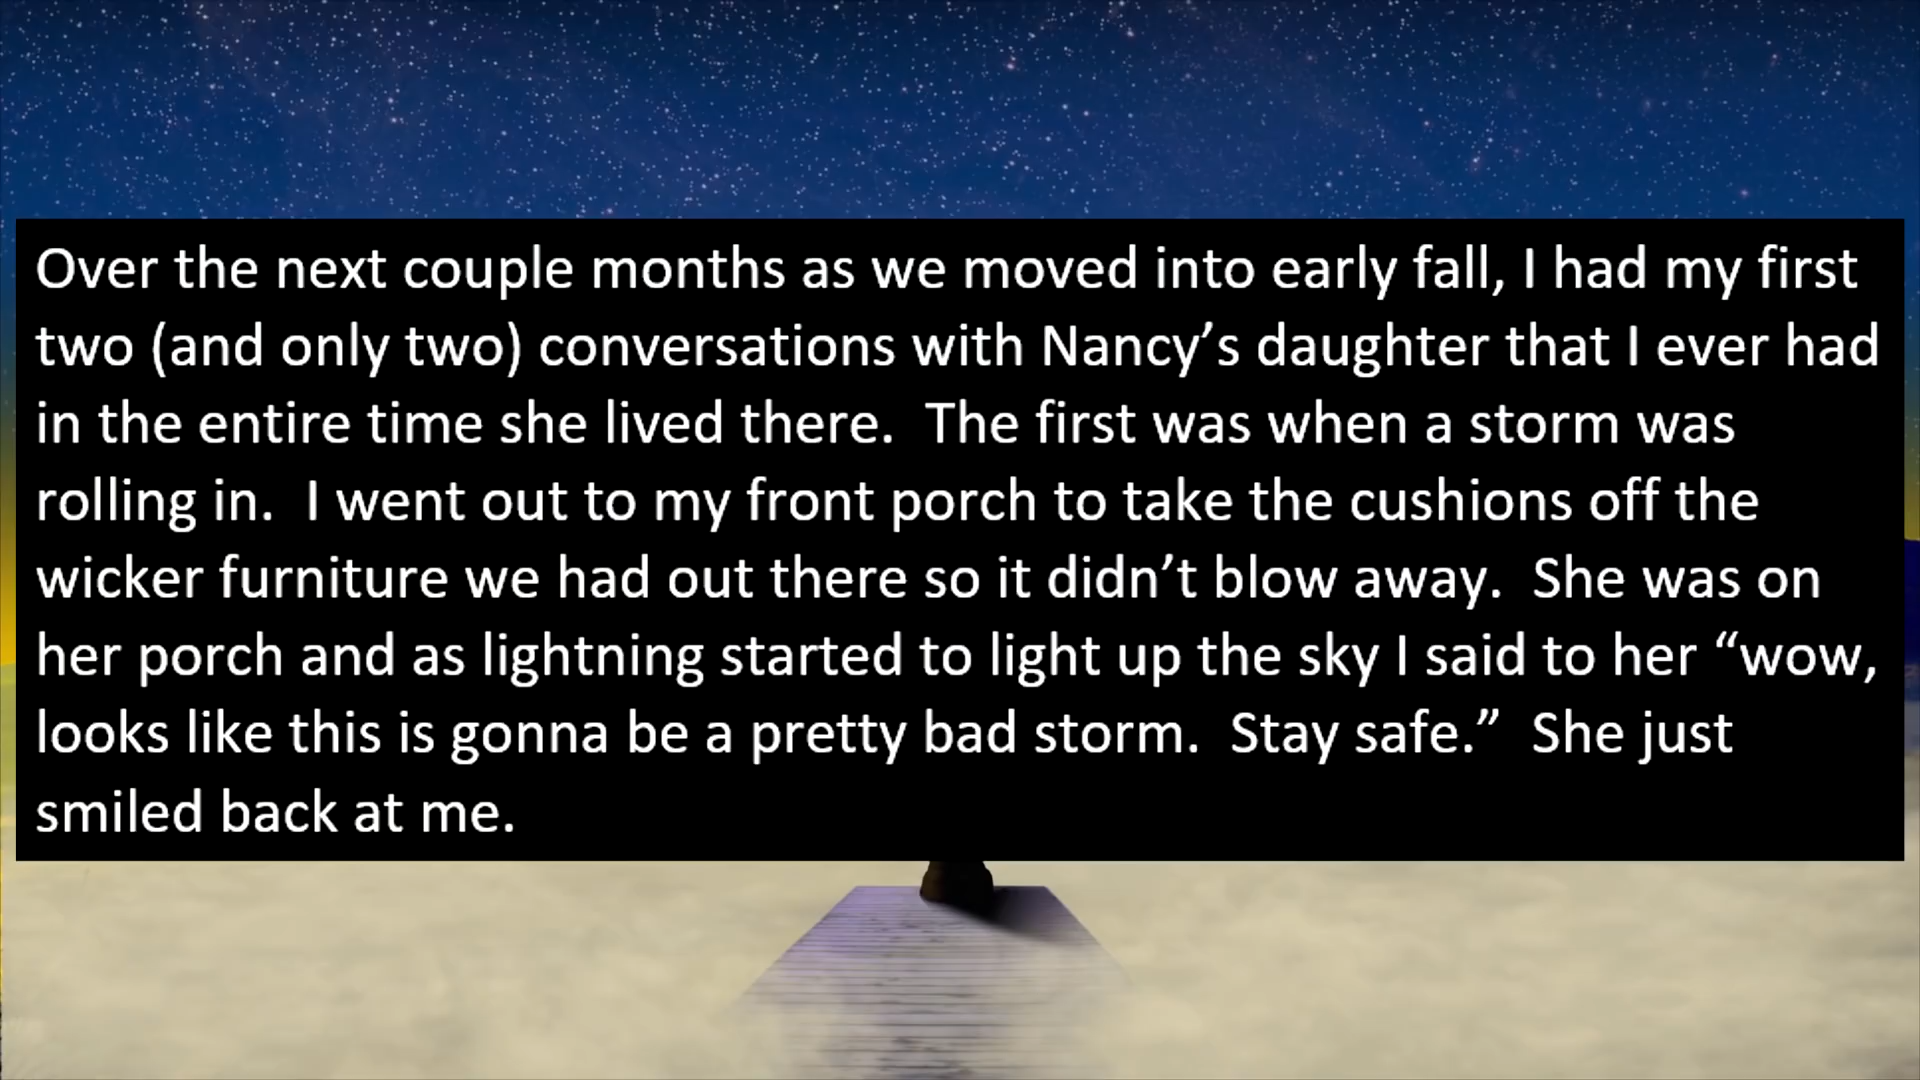 Over the next couple months as we moved into early fall, I had my first
two (and only two) conversations with Nancy’s daughter that I ever had
in the entire time she lived there.  The first was when a storm was
rolling in.  I went out to my front porch to take the cushions off the
wicker furniture we had out there so it didn’t blow away.  She was on
her porch and as lightning started to light up the sky I said to her “wow,
looks like this is gonna be a pretty bad storm.  Stay safe.”  She just
smiled back at me.